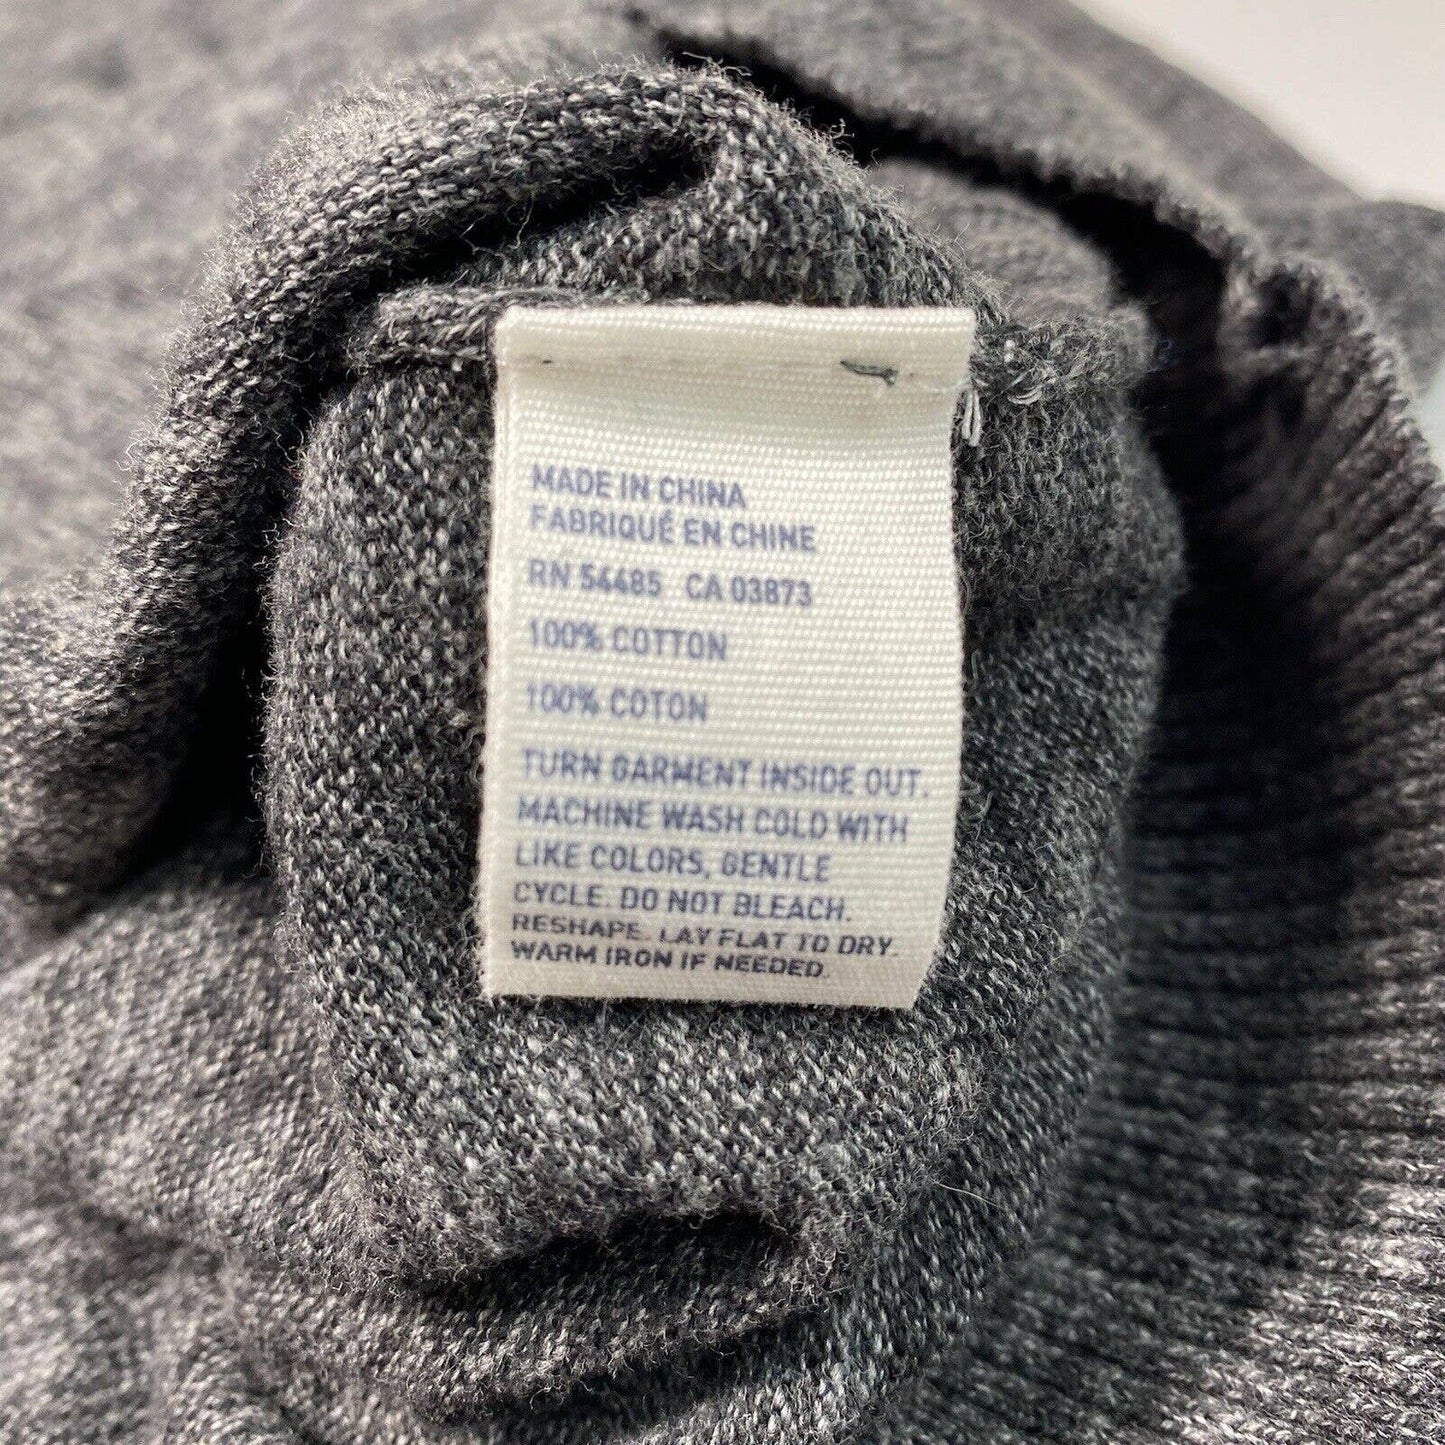 MADE IN CHINA
FABRIQUÉ EN CHINE
RN 54485 CA 03873
100% COTTON
100% COTON
TURN GARMENT INSIDE OUT.
MACHINE WASH COLD WITH
LIKE COLORS, GENTLE
CYCLE. DO NOT BLEACH.
RESHAPE. LAY FLAT TO DRY.
WARM IRON IF NEEDED.